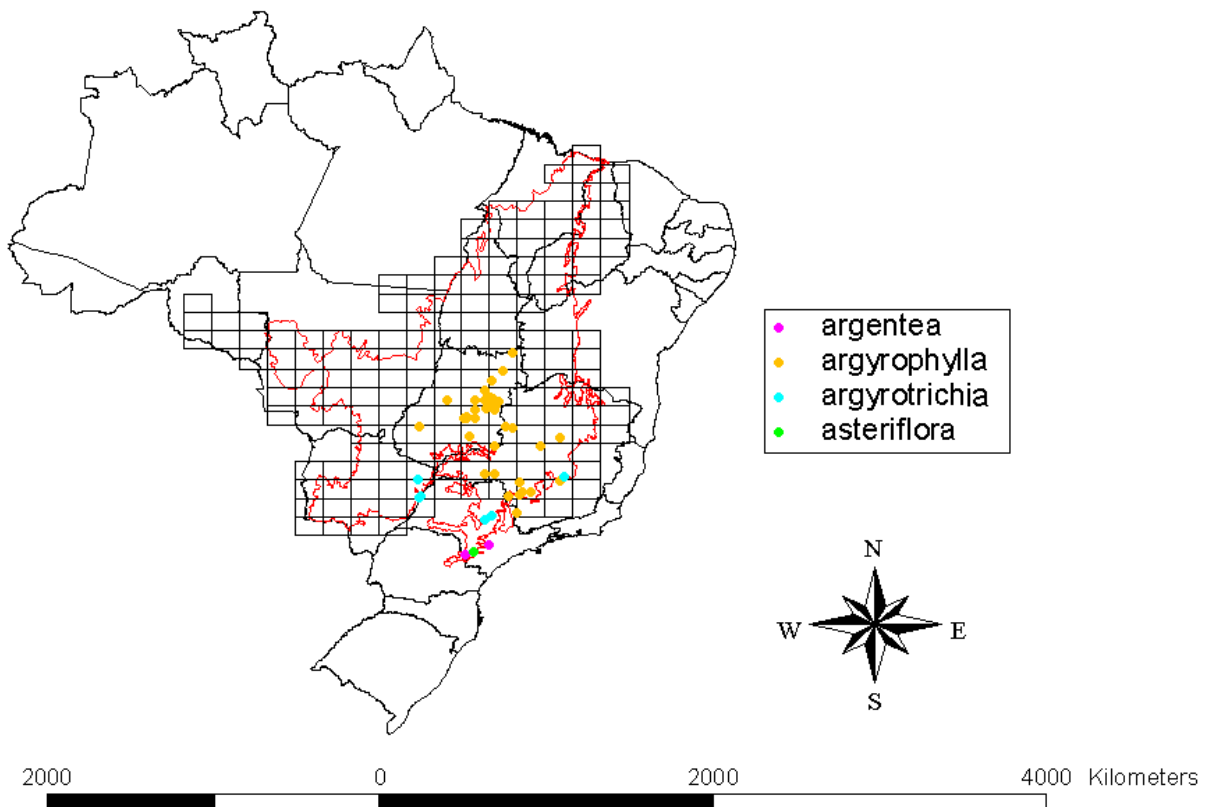 argentea
argyrophylla
argyrotrichia
asteriflora
N
W E
S
2000 0 2000 4000 Kilometers